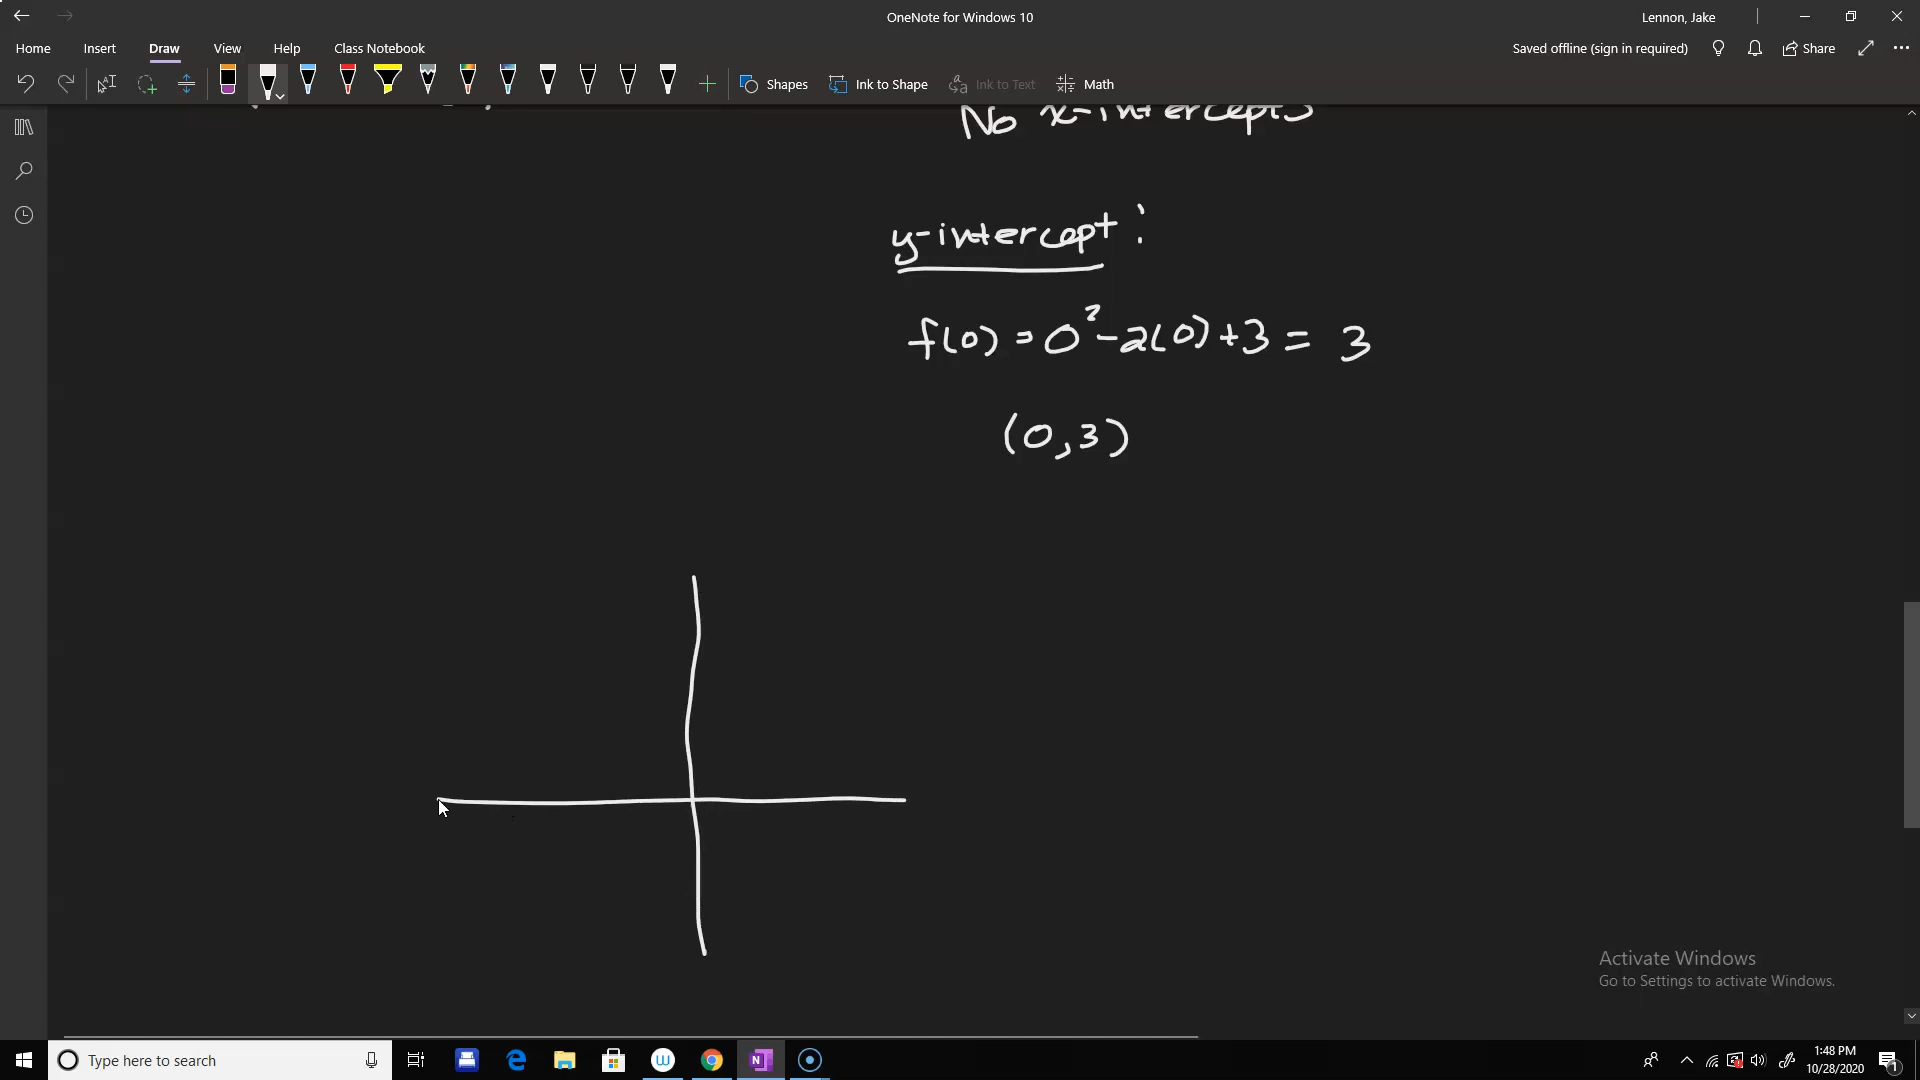 OneNote for Windows 10
Lennon, Jake
Home Insert Draw View Help Class Notebook
Saved offline (sign in required) Share
Shapes Ink to Shape Ink to Text Math
No x-intercepts
y-intercept:
f(0) = 0² - 2(0) + 3 = 3
(0,3)
Activate Windows
Go to Settings to activate Windows.
Type here to search
1:48 PM
10/28/2020